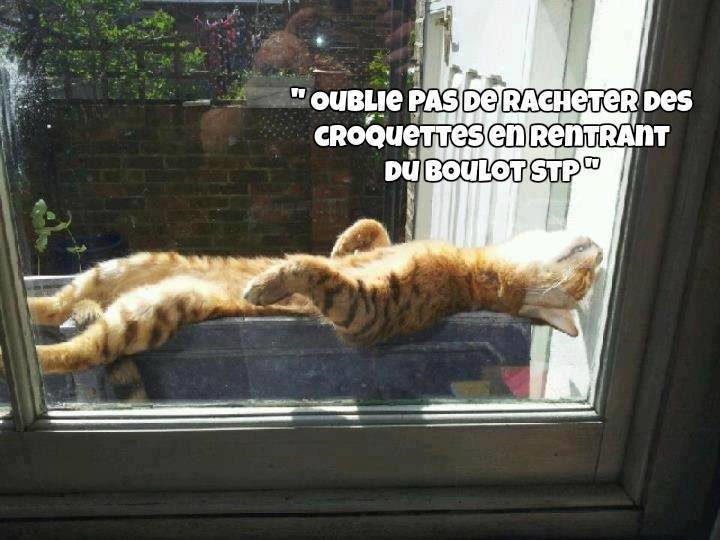 " OUBLIE PAS DE RACHETER DES
CROQUETTES EN RENTRANT
DU BOULOT STP "